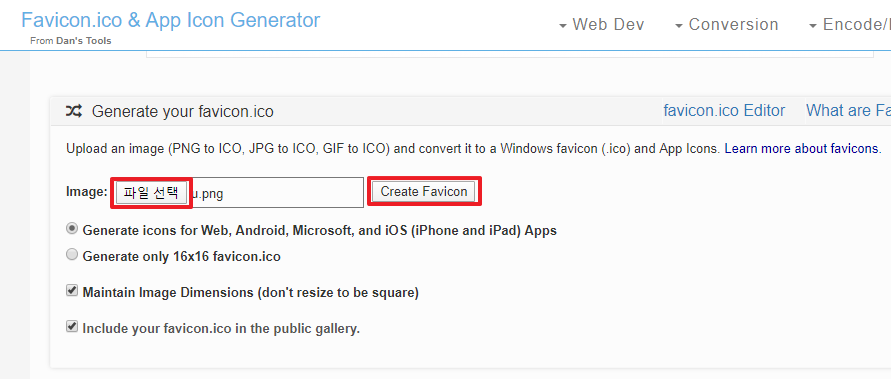 Favicon.ico & App Icon Generator
From Dan's Tools
Web Dev Conversion Encode/
Generate your favicon.ico
favicon.ico Editor What are
Upload an image (PNG to ICO, JPG to ICO, GIF to ICO) and convert it to a Windows favicon (.ico) and App Icons. Learn more about favicons.
Image: 파일 선택 u.png Create Favicon
Generate icons for Web, Android, Microsoft, and iOS (iPhone and iPad) Apps
Generate only 16x16 favicon.ico
Maintain Image Dimensions (don't resize to be square)
Include your favicon.ico in the public gallery.